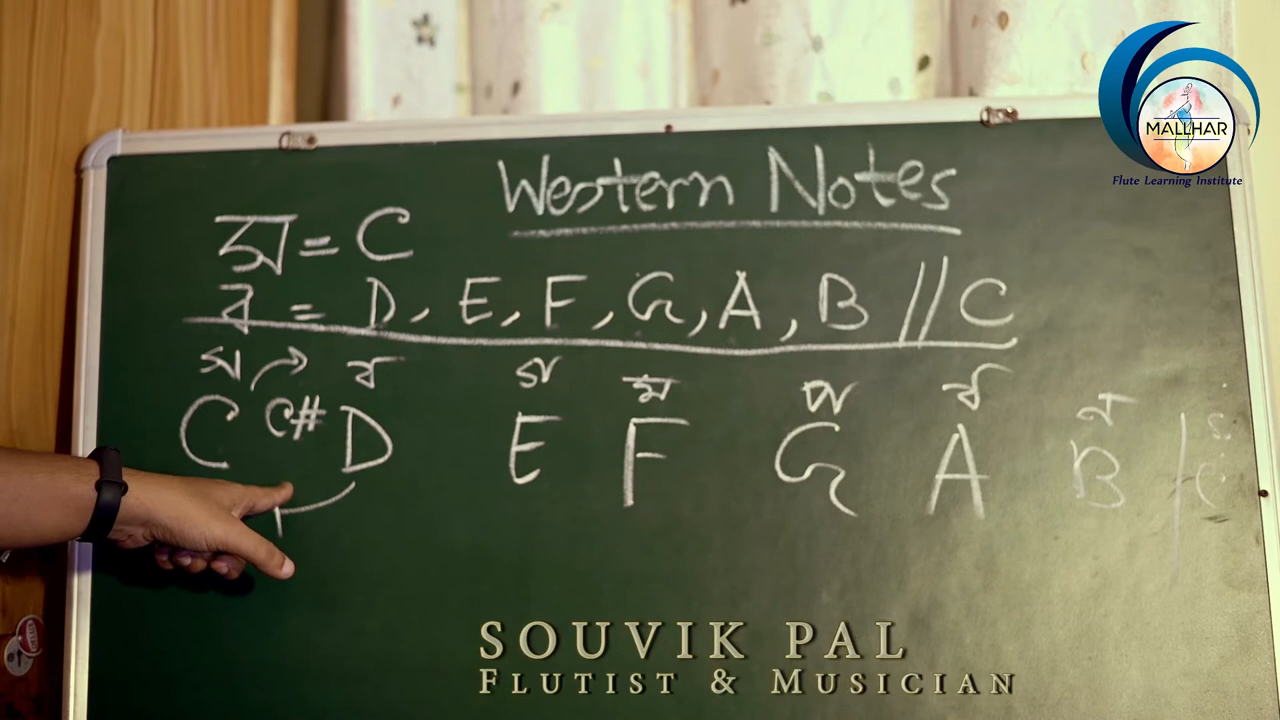 MALLHAR
Flute Learning Institute
Western Notes
সা = C
র = D, E, F, G, A, B // C
সা র গ ম প ধ ন
C C# D E F G A B | C
SOUVIK PAL
FLUTIST & MUSICIAN